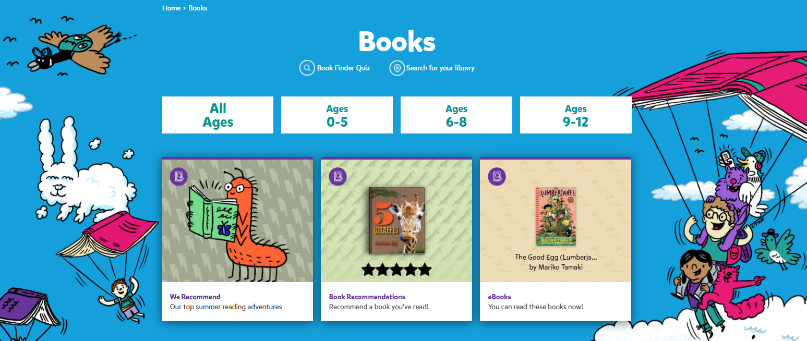 Home > Books
Books
Book Finder Quiz
Search for your library
All
Ages
Ages
0-5
Ages
6-8
Ages
9-12
5
GIRAFFES
LUMBERJANES
The Good Egg (Lumberja...
by Mariko Tamaki
We Recommend
Our top summer reading adventures
Book Recommendations
Recommend a book you've read!
eBooks
You can read these books now!